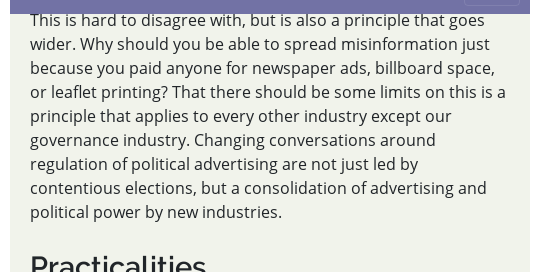 This is hard to disagree with, but is also a principle that goes
wider. Why should you be able to spread misinformation just
because you paid anyone for newspaper ads, billboard space,
or leaflet printing? That there should be some limits on this is a
principle that applies to every other industry except our
governance industry. Changing conversations around
regulation of political advertising are not just led by
contentious elections, but a consolidation of advertising and
political power by new industries.
Practicalities